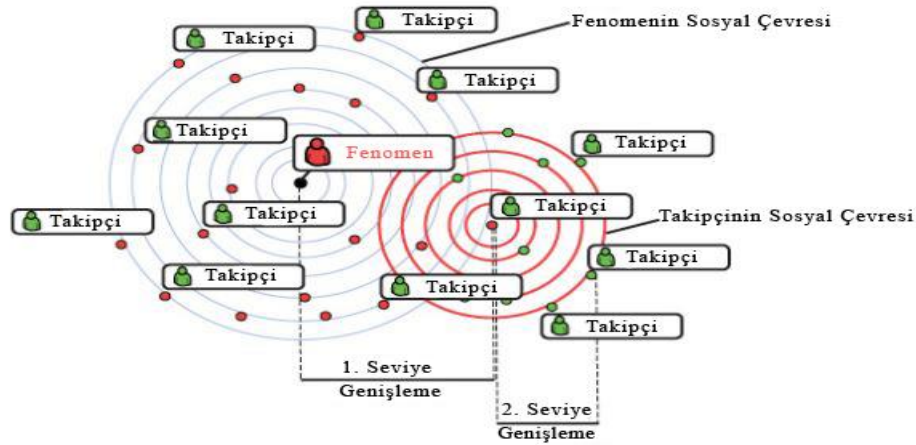 Takipçi
Fenomenin Sosyal Çevresi
Takipçi
Takipçi
Takipçi
Takipçi
Fenomen
Takipçi
Takipçi
Takipçi
Takipçinin Sosyal Çevresi
Takipçi
Takipçi
Takipçi
Takipçi
Takipçi
1. Seviye
Genişleme
2. Seviye
Genişleme